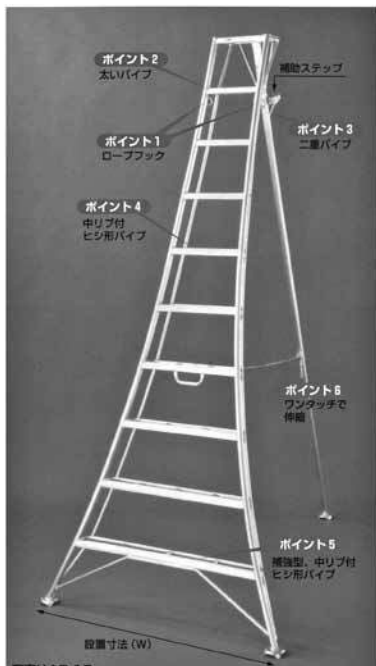 ポイント2
太いパイプ
補助ステップ
ポイント1
ロープフック
ポイント3
二重パイプ
ポイント4
中リブ付
ヒシ形パイプ
ポイント6
ワンタッチで
伸縮
ポイント5
補強型、中リブ付
ヒシ形パイプ
設置寸法(W)